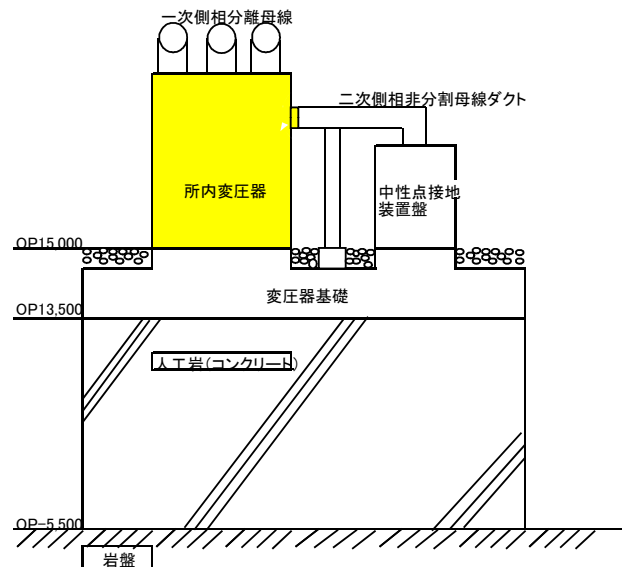 一次側相分離母線
二次側相非分割母線ダクト
所内変圧器
中性点接地
装置盤
OP15,000
変圧器基礎
OP13,500
人工岩(コンクリート)
OP-5,500
岩盤